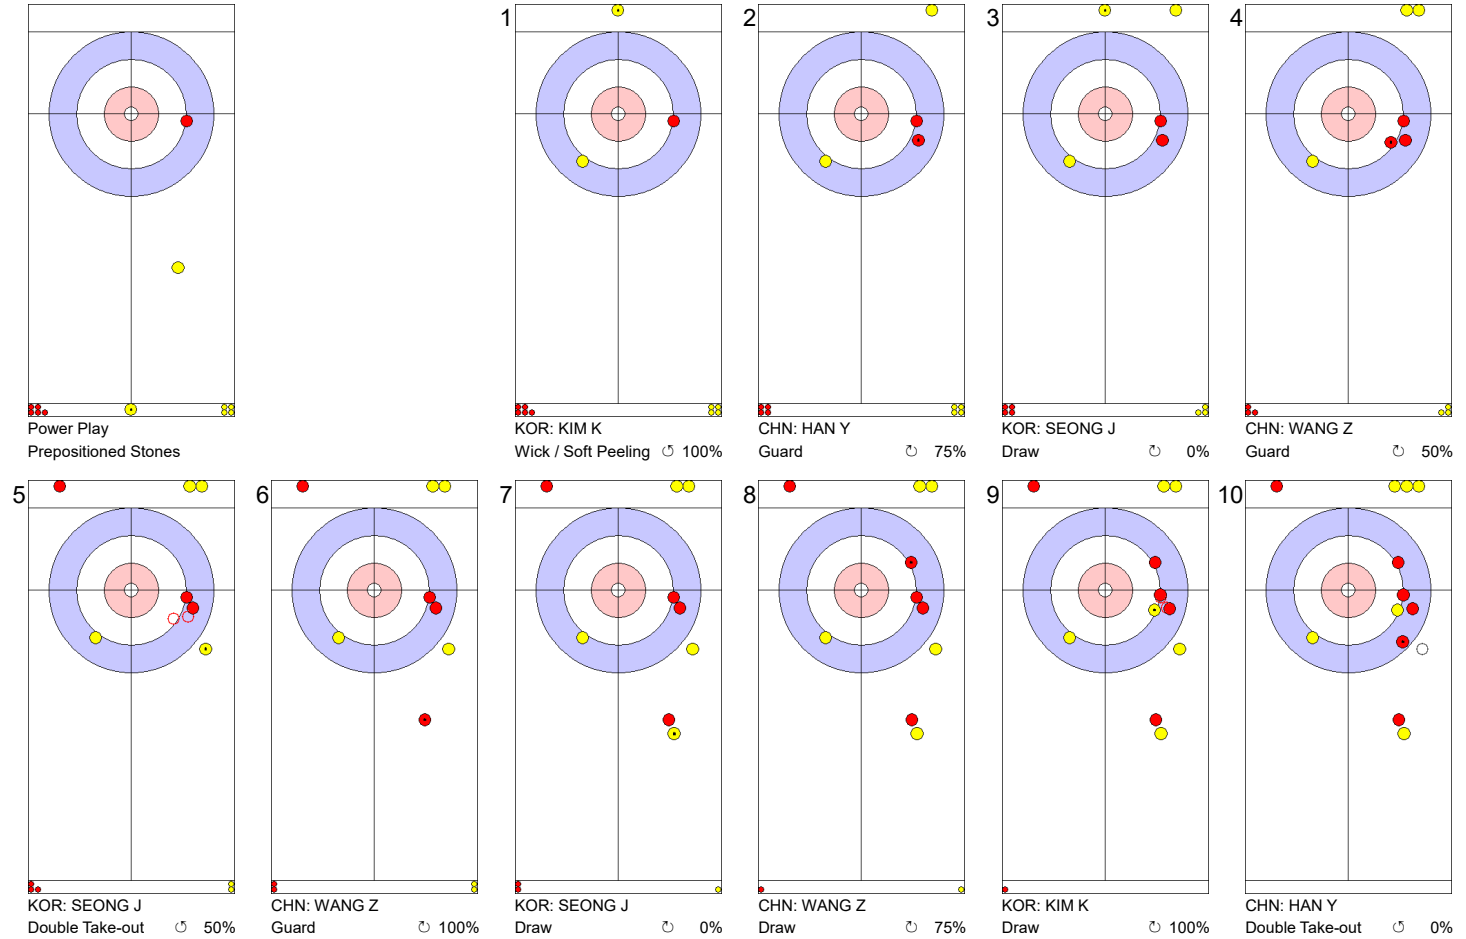 Power Play
Prepositioned Stones
1
KOR: KIM K
Wick / Soft Peeling ↺ 100%
2
CHN: HAN Y
Guard ↻ 75%
3
KOR: SEONG J
Draw ↻ 0%
4
CHN: WANG Z
Guard ↻ 50%
5
KOR: SEONG J
Double Take-out ↺ 50%
6
CHN: WANG Z
Guard ↻ 100%
7
KOR: SEONG J
Draw ↻ 0%
8
CHN: WANG Z
Draw ↻ 75%
9
KOR: KIM K
Draw ↻ 100%
10
CHN: HAN Y
Double Take-out ↺ 0%